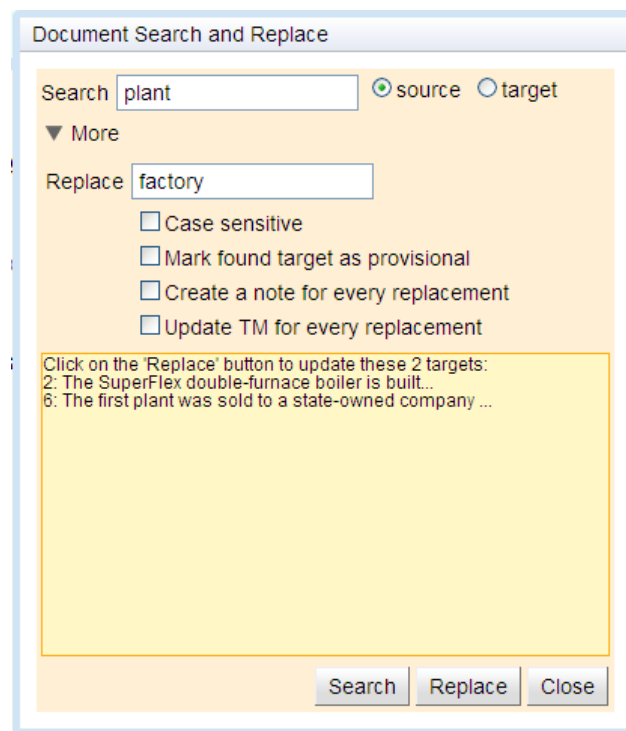 Document Search and Replace
Search plant source target
More
Replace factory
Case sensitive
Mark found target as provisional
Create a note for every replacement
Update TM for every replacement
Click on the 'Replace' button to update these 2 targets:
2: The SuperFlex double-furnace boiler is built...
6: The first plant was sold to a state-owned company ...
Search Replace Close